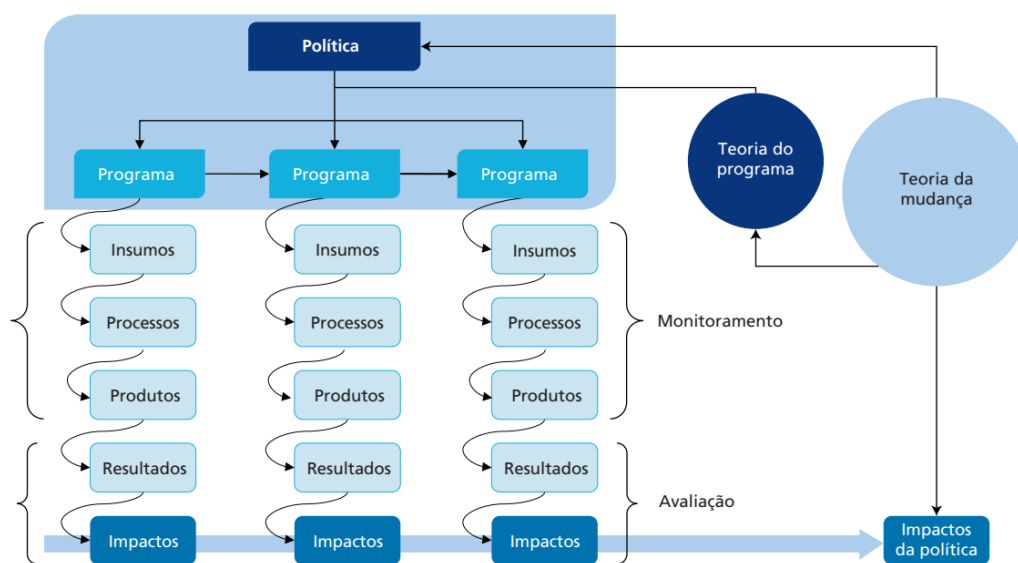 Política
Programa
Programa
Programa
Teoria do
programa
Teoria da
mudança
Insumos
Insumos
Insumos
Processos
Processos
Processos
Monitoramento
Produtos
Produtos
Produtos
Resultados
Resultados
Resultados
Avaliação
Impactos
Impactos
Impactos
Impactos
da política